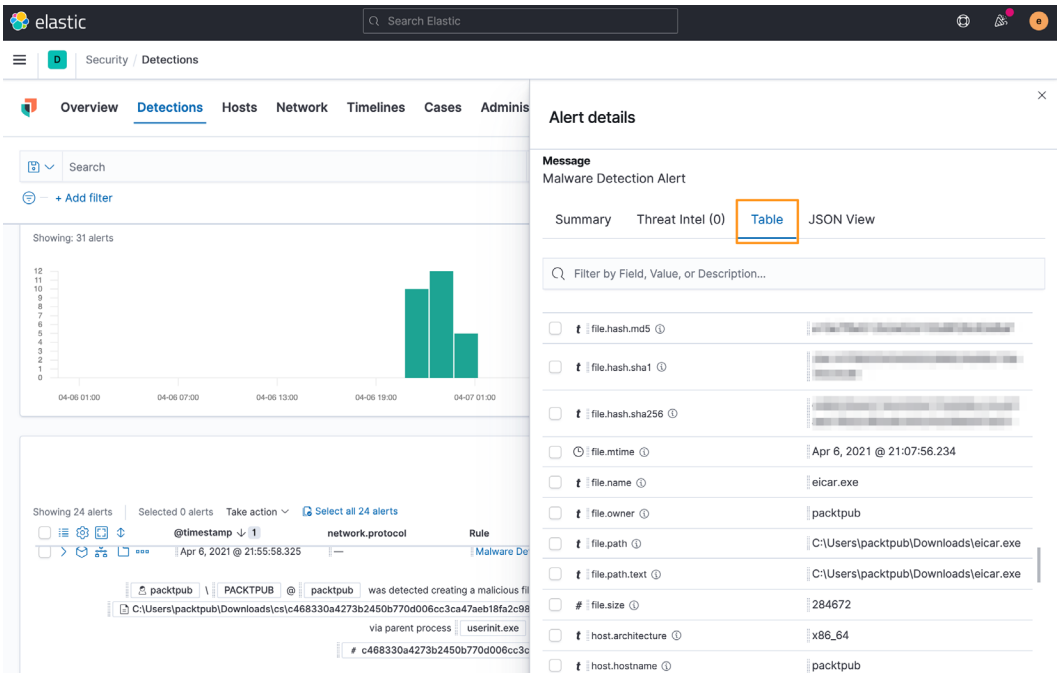 elastic
Search Elastic
e
D
Security / Detections
Overview Detections Hosts Network Timelines Cases Adminis
Search
+ Add filter
Showing: 31 alerts
12
11
10
9
8
7
6
5
4
3
2
1
0
04-06 01:00 04-06 07:00 04-06 13:00 04-06 19:00 04-07 01:00
Showing 24 alerts Selected 0 alerts Take action Select all 24 alerts
@timestamp 1 network.protocol Rule
Apr 6, 2021 @ 21:55:58.325 — Malware De
packtpub \ PACKTPUB @ packtpub was detected creating a malicious fil
C:\Users\packtpub\Downloads\cs\c468330a4273b2450b770d006cc3ca47aeb18fa2c98
via parent process userinit.exe
# c468330a4273b2450b770d006cc3c
Alert details
Message
Malware Detection Alert
Summary Threat Intel (0) Table JSON View
Filter by Field, Value, or Description...
t file.hash.md5
t file.hash.sha1
t file.hash.sha256
file.mtime Apr 6, 2021 @ 21:07:56.234
t file.name eicar.exe
t file.owner packtpub
t file.path C:\Users\packtpub\Downloads\eicar.exe
t file.path.text C:\Users\packtpub\Downloads\eicar.exe
# file.size 284672
t host.architecture x86_64
t host.hostname packtpub